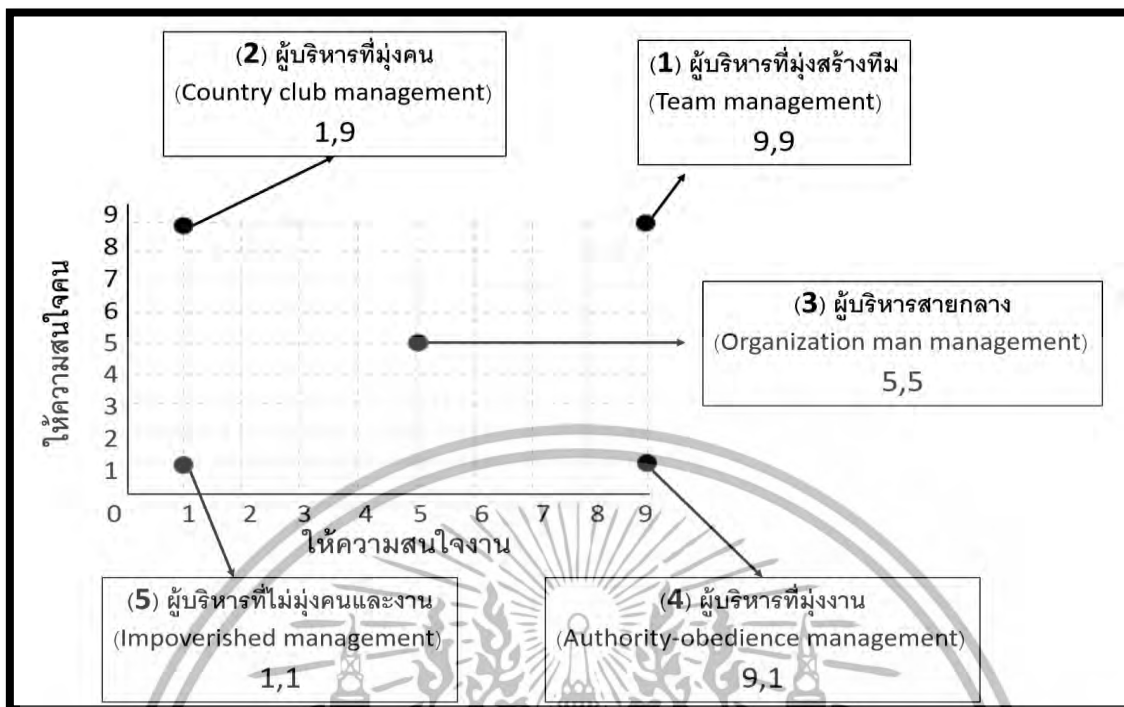 (2) ผู้บริหารที่มุ่งคน
(Country club management)
1,9
(1) ผู้บริหารที่มุ่งสร้างทีม
(Team management)
9,9
(3) ผู้บริหารสายกลาง
(Organization man management)
5,5
ให้ความสนใจคน
9
8
7
6
5
4
3
2
1
0 1 2 3 4 5 6 7 8 9
ให้ความสนใจงาน
(5) ผู้บริหารที่ไม่มุ่งคนและงาน
(Impoverished management)
1,1
(4) ผู้บริหารที่มุ่งงาน
(Authority-obedience management)
9,1